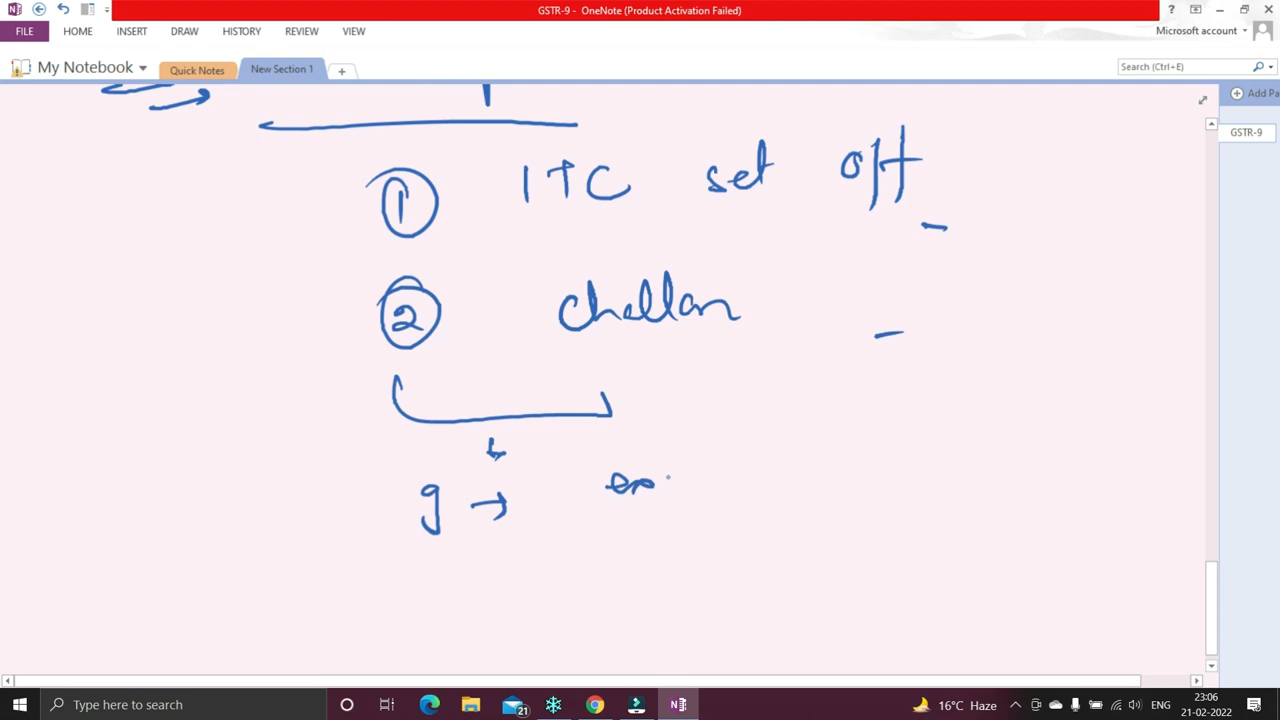 GSTR-9 - OneNote (Product Activation Failed)
FILE HOME INSERT DRAW HISTORY REVIEW VIEW Microsoft account
My Notebook Quick Notes New Section 1 Search (Ctrl+E)
Add Pa
GSTR-9
1 ITC set off
2 challan
9 →
Type here to search 21 16°C Haze ENG 23:06
21-02-2022